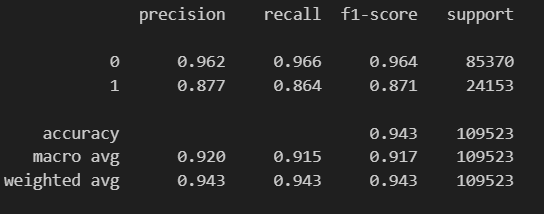 precision recall f1-score support
0 0.962 0.966 0.964 85370
1 0.877 0.864 0.871 24153
accuracy 0.943 109523
macro avg 0.920 0.915 0.917 109523
weighted avg 0.943 0.943 0.943 109523